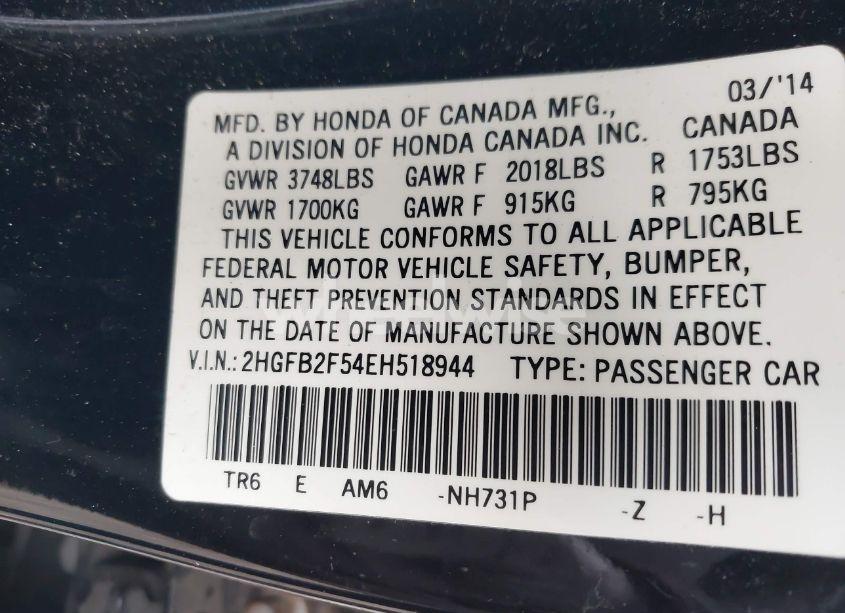 03/'14
MFD. BY HONDA OF CANADA MFG.,
A DIVISION OF HONDA CANADA INC. CANADA
GVWR 3748LBS GAWR F 2018LBS R 1753LBS
GVWR 1700KG GAWR F 915KG R 795KG
THIS VEHICLE CONFORMS TO ALL APPLICABLE
FEDERAL MOTOR VEHICLE SAFETY, BUMPER,
AND THEFT PREVENTION STANDARDS IN EFFECT
ON THE DATE OF MANUFACTURE SHOWN ABOVE.
V.I.N.: 2HGFB2F54EH518944 TYPE: PASSENGER CAR
TR6 E AM6 -NH731P -Z -H